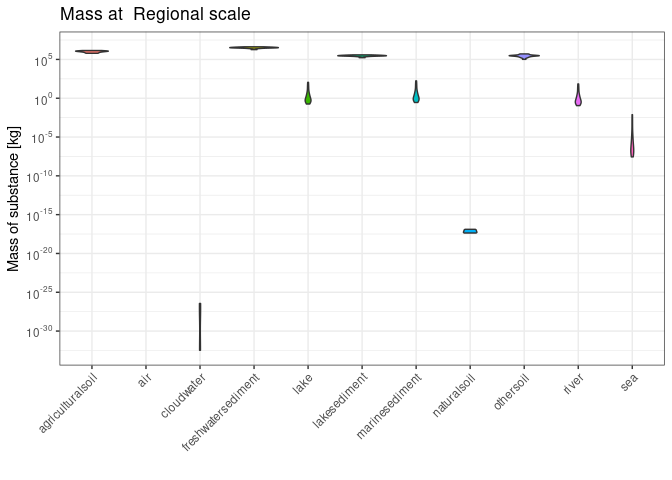 Mass at  Regional scale
Mass of substance [kg]
10^5
10^0
10^-5
10^-10
10^-15
10^-20
10^-25
10^-30
agriculturalsoil
air
cloudwater
freshwatersediment
lake
lakesediment
marinesediment
naturalsoil
othersoil
river
sea